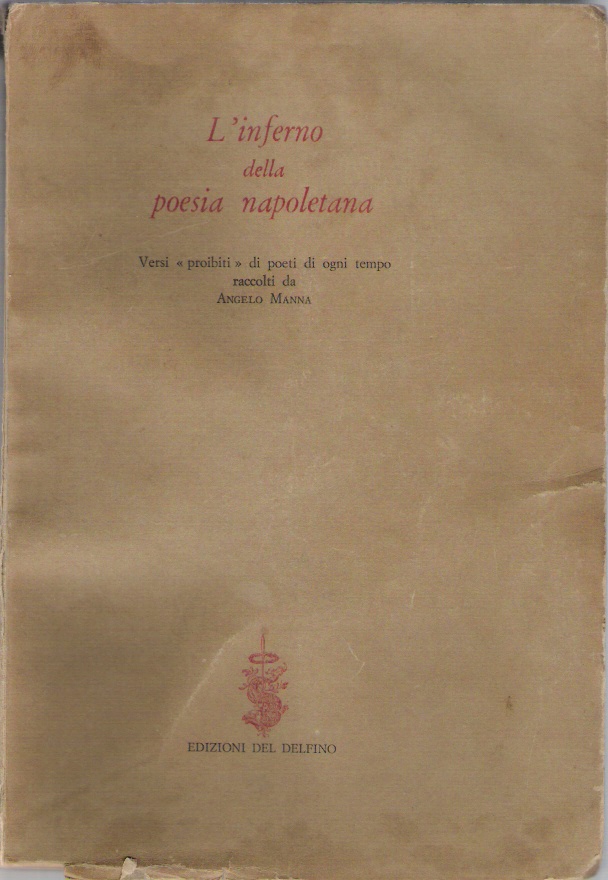 L'inferno
della
poesia napoletana
Versi « proibiti » di poeti di ogni tempo
raccolti da
ANGELO MANNA
EDIZIONI DEL DELFINO